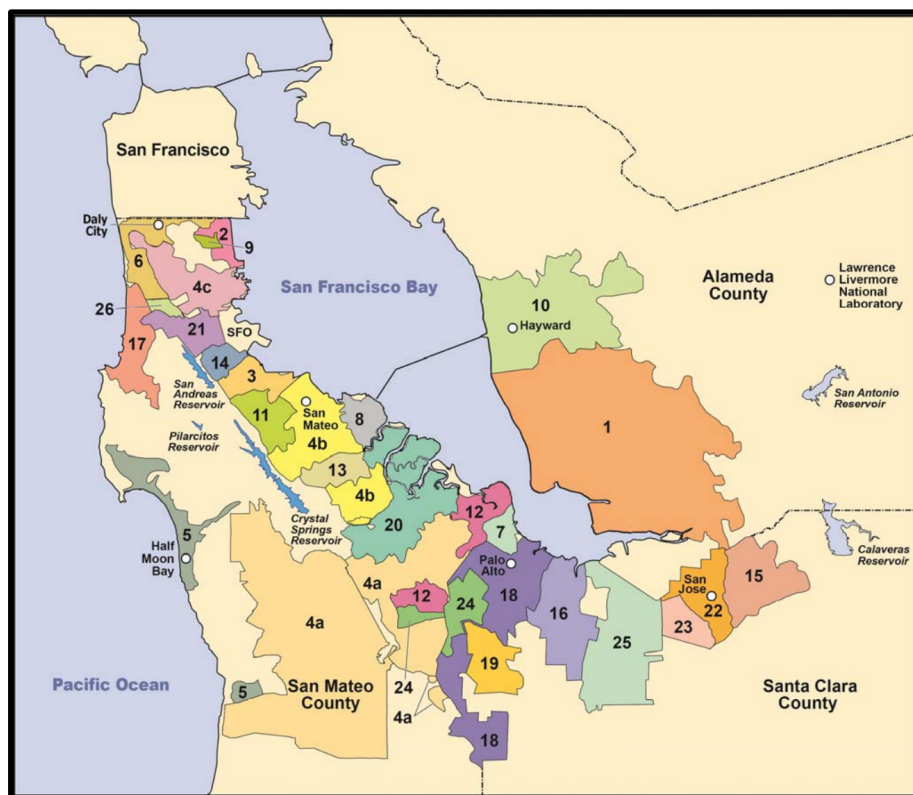 San Francisco
Daly
City
2
9
6
4c
San Francisco Bay
26
21
SFO
17
14
3
San
Andreas
Reservoir
11
San
Mateo
8
Pilarcitos
Reservoir
4b
13
4b
Crystal
Springs
Reservoir
20
12
7
5
Half
Moon
Bay
4a
4a
12
24
Palo
Alto
18
16
19
25
5
24
4a
18
Pacific Ocean
San Mateo
County
10
Hayward
Alameda
County
Lawrence
Livermore
National
Laboratory
1
San Antonio
Reservoir
Calaveras
Reservoir
San
Jose
22
15
23
Santa Clara
County